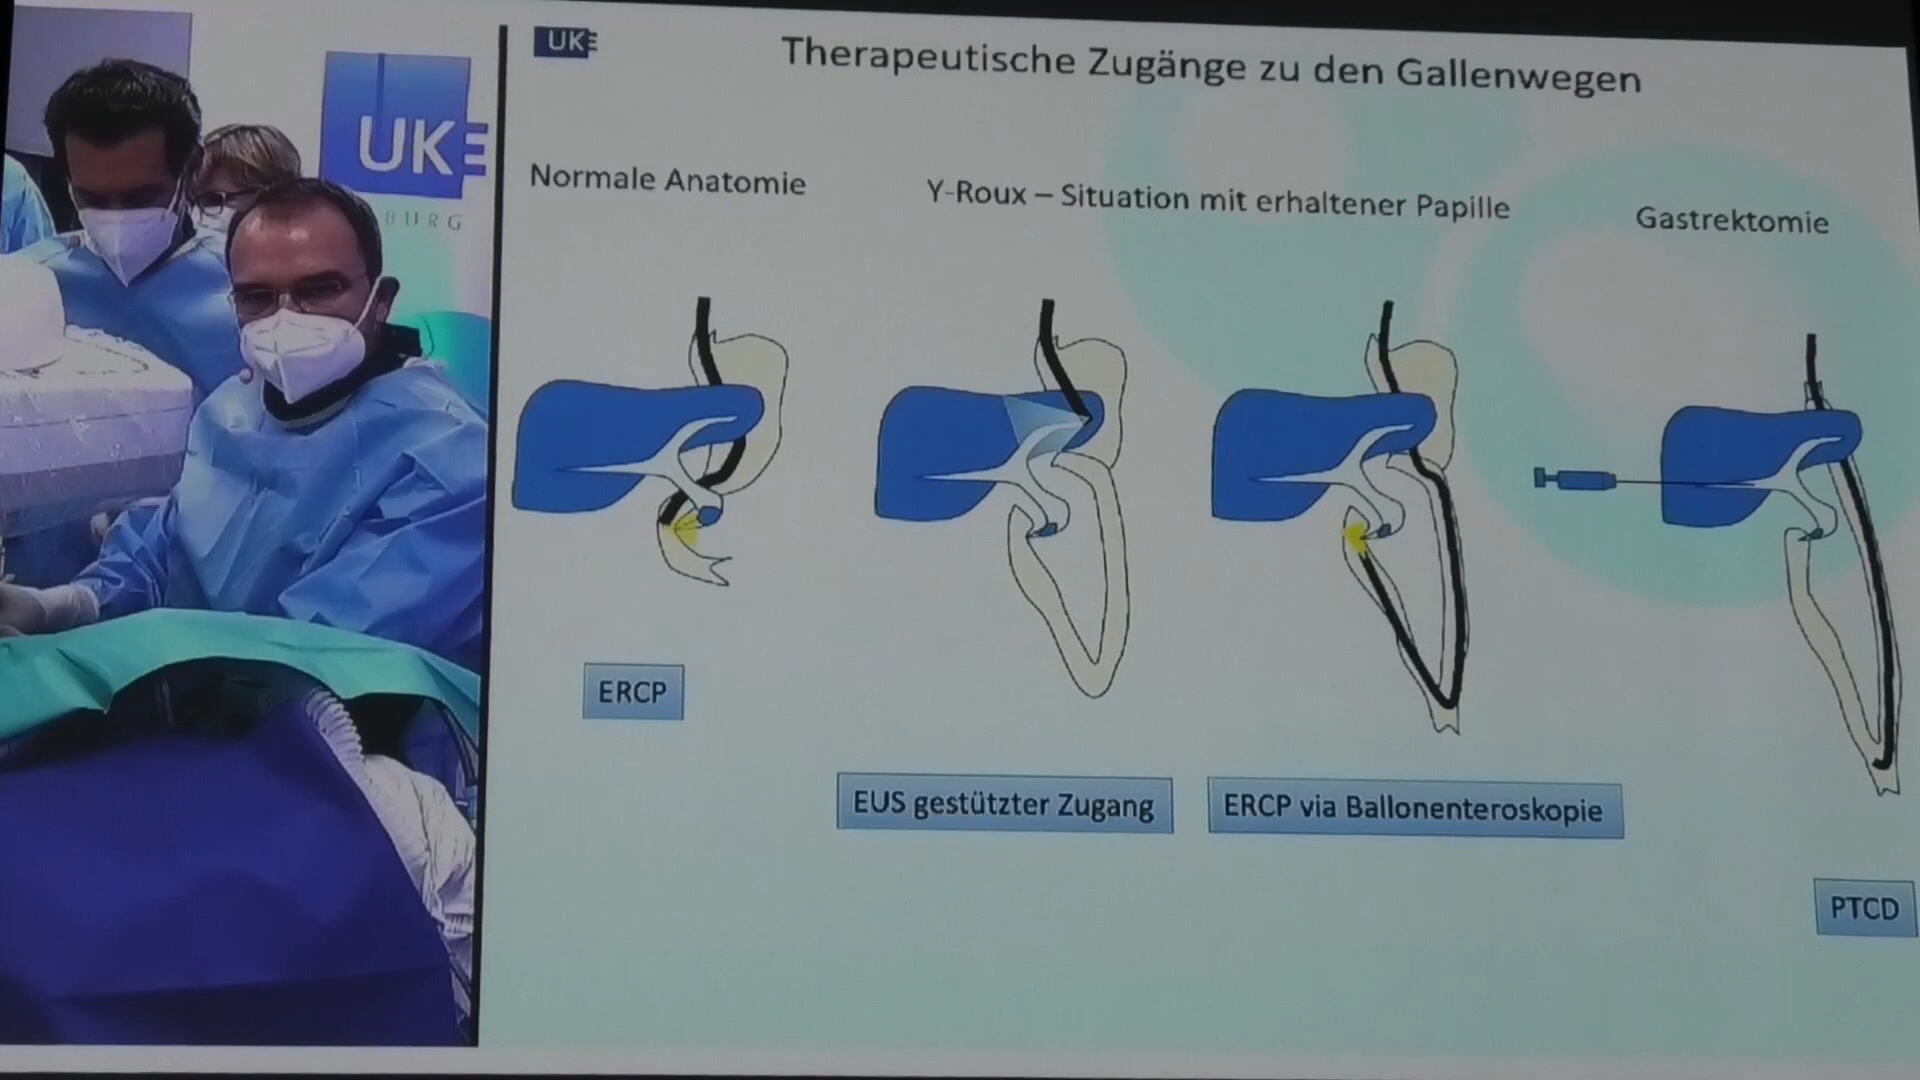 UKE
BURG
UKE
Therapeutische Zugänge zu den Gallenwegen
Normale Anatomie
Y-Roux – Situation mit erhaltener Papille
Gastrektomie
ERCP
EUS gestützter Zugang
ERCP via Ballonenteroskopie
PTCD